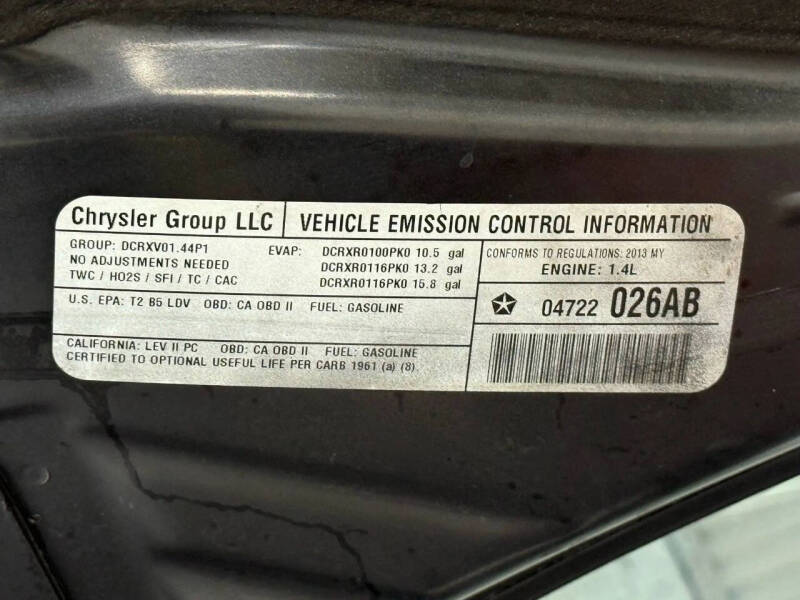 Chrysler Group LLC VEHICLE EMISSION CONTROL INFORMATION
GROUP: DCRXV01.44P1 EVAP: DCRXR0100PK0 10.5 gal
NO ADJUSTMENTS NEEDED DCRXR0116PK0 13.2 gal
TWC / HO2S / SFI / TC / CAC DCRXR0116PK0 15.8 gal
U.S. EPA: T2 B5 LDV OBD: CA OBD II FUEL: GASOLINE
CALIFORNIA: LEV II PC OBD: CA OBD II FUEL: GASOLINE
CERTIFIED TO OPTIONAL USEFUL LIFE PER CARB 1961 (a) (8).
CONFORMS TO REGULATIONS: 2013 MY
ENGINE: 1.4L
04722 026AB